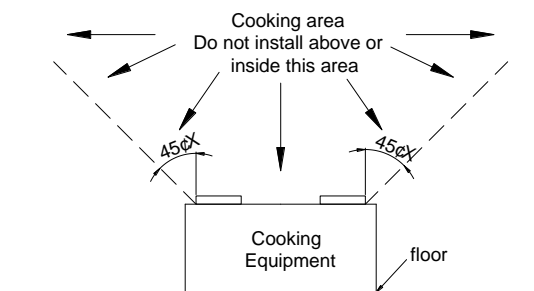 Cooking area
Do not install above or
inside this area
45¢X
45¢X
Cooking
Equipment
floor